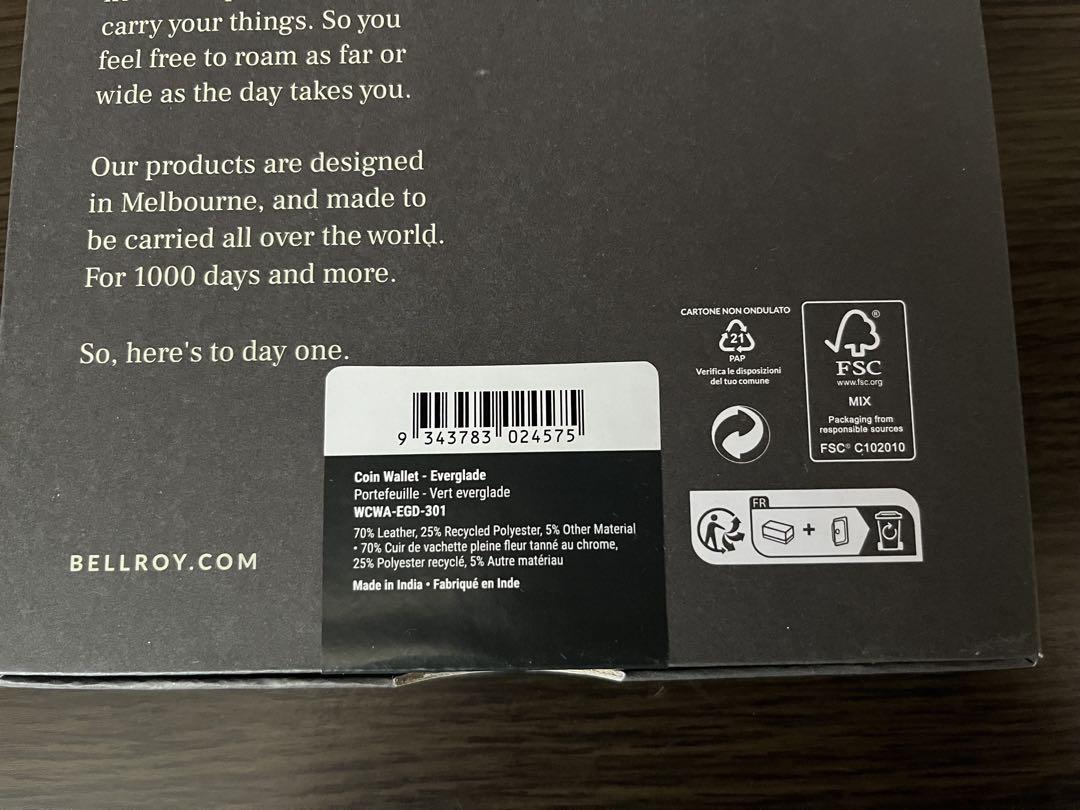 carry your things. So you
feel free to roam as far or
wide as the day takes you.
Our products are designed
in Melbourne, and made to
be carried all over the world.
For 1000 days and more.
So, here's to day one.
BELLROY.COM
9 343783 024575
Coin Wallet - Everglade
Portefeuille - Vert everglade
WCWA-EGD-301
70% Leather, 25% Recycled Polyester, 5% Other Material
• 70% Cuir de vachette pleine fleur tanné au chrome,
25% Polyester recyclé, 5% Autre matériau
Made in India • Fabriqué en Inde
CARTONE NON ONDULATO
21
PAP
Verifica le disposizioni
del tuo comune
®
FSC
www.fsc.org
MIX
Packaging from
responsible sources
FSC® C102010
FR
+